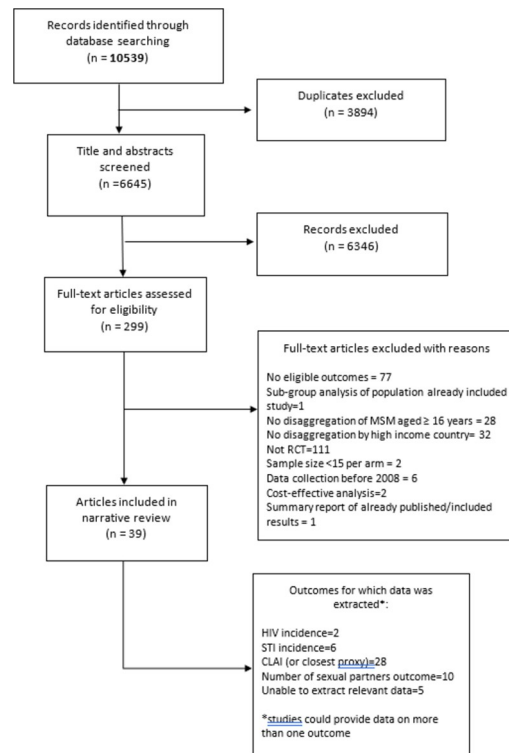 Records identified through
database searching
(n = 10539)
Duplicates excluded
(n = 3894)
Title and abstracts
screened
(n =6645)
Records excluded
(n = 6346)
Full-text articles assessed
for eligibility
(n = 299)
Full-text articles excluded with reasons
No eligible outcomes = 77
Sub-group analysis of population already included
study=1
No disaggregation of MSM aged ≥ 16 years = 28
No disaggregation by high income country= 32
Not RCT=111
Sample size <15 per arm = 2
Data collection before 2008 = 6
Cost-effective analysis=2
Summary report of already published/included
results = 1
Articles included in
narrative review
(n = 39)
Outcomes for which data was
extracted*:
HIV incidence=2
STI incidence=6
CLAI (or closest proxy)=28
Number of sexual partners outcome=10
Unable to extract relevant data=5
*studies could provide data on more
than one outcome